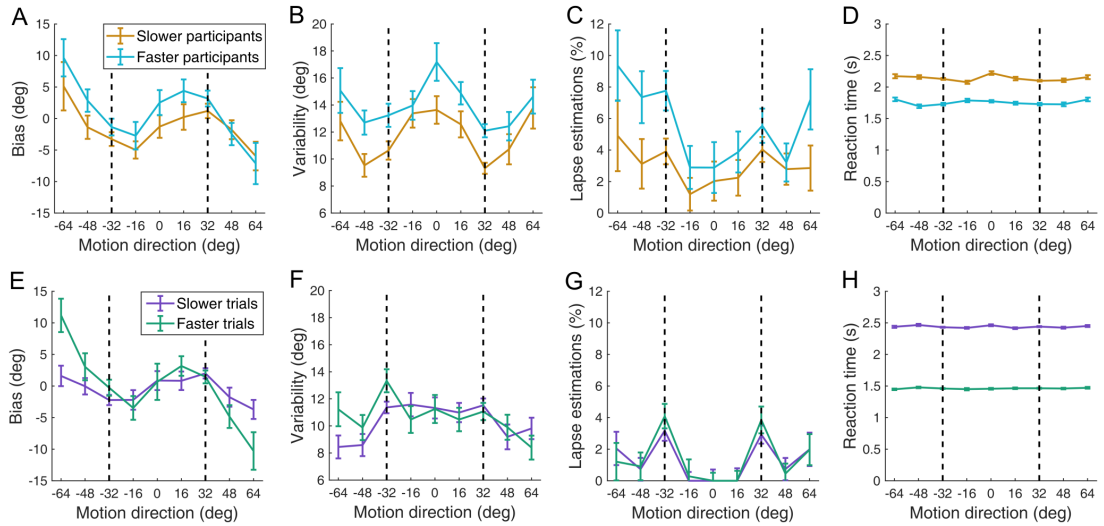 A
Bias (deg)
15
10
5
0
-5
-10
-15
Slower participants
Faster participants
-64 -48 -32 -16 0 16 32 48 64
Motion direction (deg)
B
Variability (deg)
20
18
16
14
12
10
8
6
-64 -48 -32 -16 0 16 32 48 64
Motion direction (deg)
C
Lapse estimations (%)
12
10
8
6
4
2
0
-64 -48 -32 -16 0 16 32 48 64
Motion direction (deg)
D
Reaction time (s)
3
2.5
2
1.5
1
0.5
0
-64 -48 -32 -16 0 16 32 48 64
Motion direction (deg)
E
Bias (deg)
15
10
5
0
-5
-10
-15
Slower trials
Faster trials
-64 -48 -32 -16 0 16 32 48 64
Motion direction (deg)
F
Variability (deg)
20
18
16
14
12
10
8
6
-64 -48 -32 -16 0 16 32 48 64
Motion direction (deg)
G
Lapse estimations (%)
12
10
8
6
4
2
0
-64 -48 -32 -16 0 16 32 48 64
Motion direction (deg)
H
Reaction time (s)
3
2.5
2
1.5
1
0.5
0
-64 -48 -32 -16 0 16 32 48 64
Motion direction (deg)